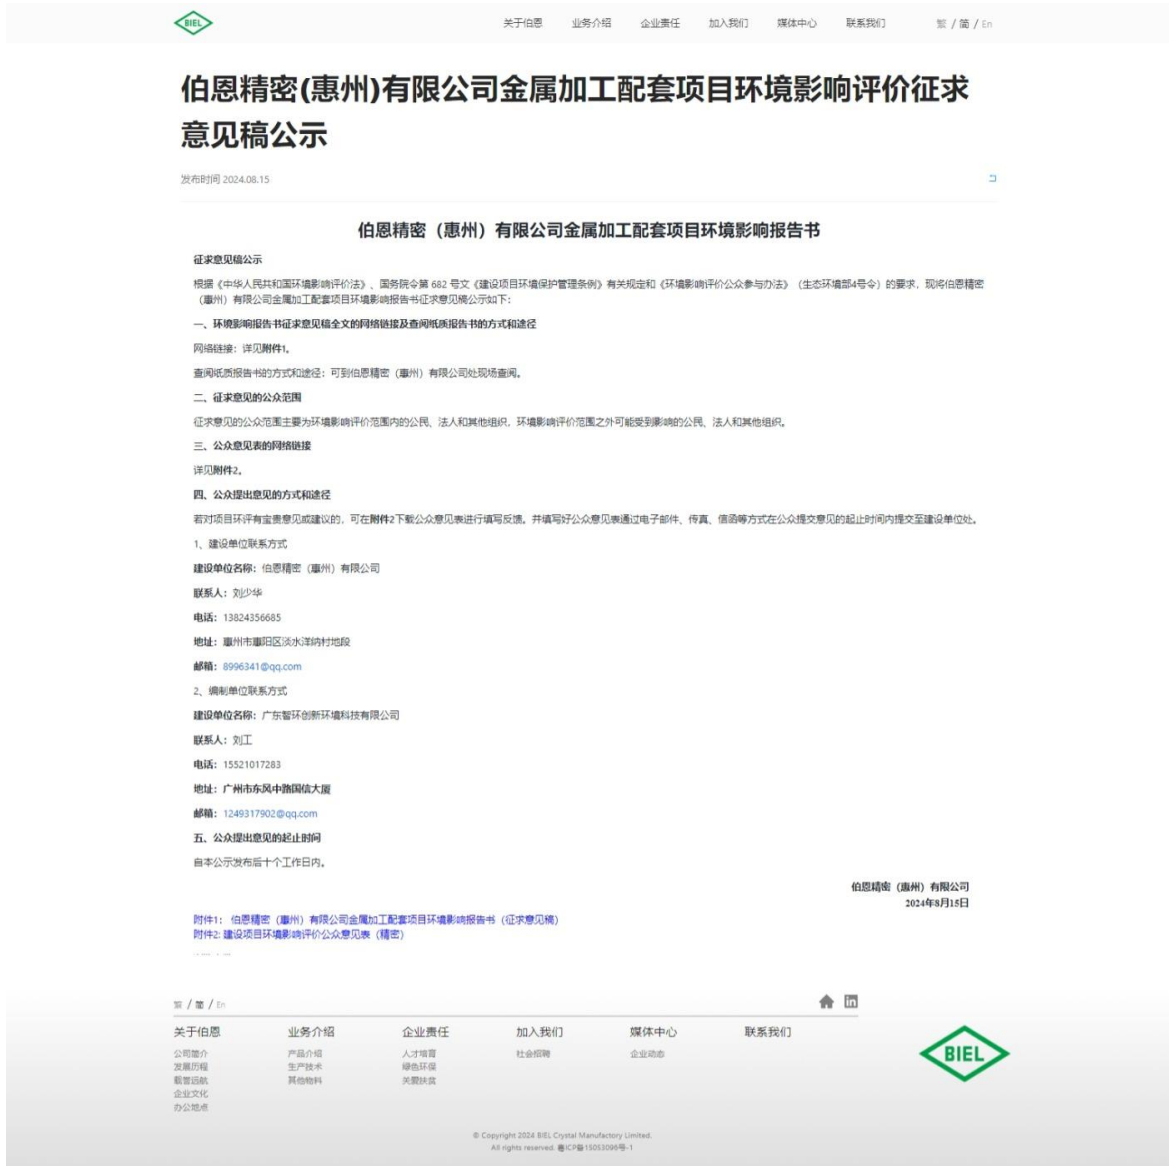 BIEL
关于伯恩 业务介绍 企业责任 加入我们 媒体中心 联系我们 繁 / 简 / En
伯恩精密(惠州)有限公司金属加工配套项目环境影响评价征求
意见稿公示
发布时间 2024.08.15
伯恩精密（惠州）有限公司金属加工配套项目环境影响报告书
征求意见稿公示
根据《中华人民共和国环境影响评价法》、国务院令第 682 号文《建设项目环境保护管理条例》有关规定和《环境影响评价公众参与办法》（生态环境部4号令）的要求，现将伯恩精密
（惠州）有限公司金属加工配套项目环境影响报告书征求意见稿公示如下：
一、环境影响报告书征求意见稿全文的网络链接及查阅纸质报告书的方式和途径
网络链接：详见附件1。
查阅纸质报告书的方式和途径：可到伯恩精密（惠州）有限公司处现场查阅。
二、征求意见的公众范围
征求意见的公众范围主要为环境影响评价范围内的公民、法人和其他组织，环境影响评价范围之外可能受到影响的公民、法人和其他组织。
三、公众意见表的网络链接
详见附件2。
四、公众提出意见的方式和途径
若对项目环评有宝贵意见或建议的，可在附件2下载公众意见表进行填写反馈。并填写好公众意见表通过电子邮件、传真、信函等方式在公众提交意见的起止时间内提交至建设单位处。
1、建设单位联系方式
建设单位名称：伯恩精密（惠州）有限公司
联系人：刘少华
电话：13824356685
地址：惠州市惠阳区淡水洋纳村地段
邮箱：8996341@qq.com
2、编制单位联系方式
建设单位名称：广东智环创新环境科技有限公司
联系人：刘工
电话：15521017283
地址：广州市东风中路国信大厦
邮箱：1249317902@qq.com
五、公众提出意见的起止时间
自本公示发布后十个工作日内。
伯恩精密（惠州）有限公司
2024年8月15日
附件1： 伯恩精密（惠州）有限公司金属加工配套项目环境影响报告书（征求意见稿）
附件2: 建设项目环境影响评价公众意见表（精密）
繁 / 简 / En
in
关于伯恩 业务介绍 企业责任 加入我们 媒体中心 联系我们
公司简介 产品介绍 人才培育 社会招聘 企业动态
发展历程 生产技术 绿色环保
载誉远航 其他物料 关爱扶贫
企业文化
办公地点
BIEL
© Copyright 2024 BIEL Crystal Manufactory Limited.
All rights reserved. 粤ICP备15053096号-1